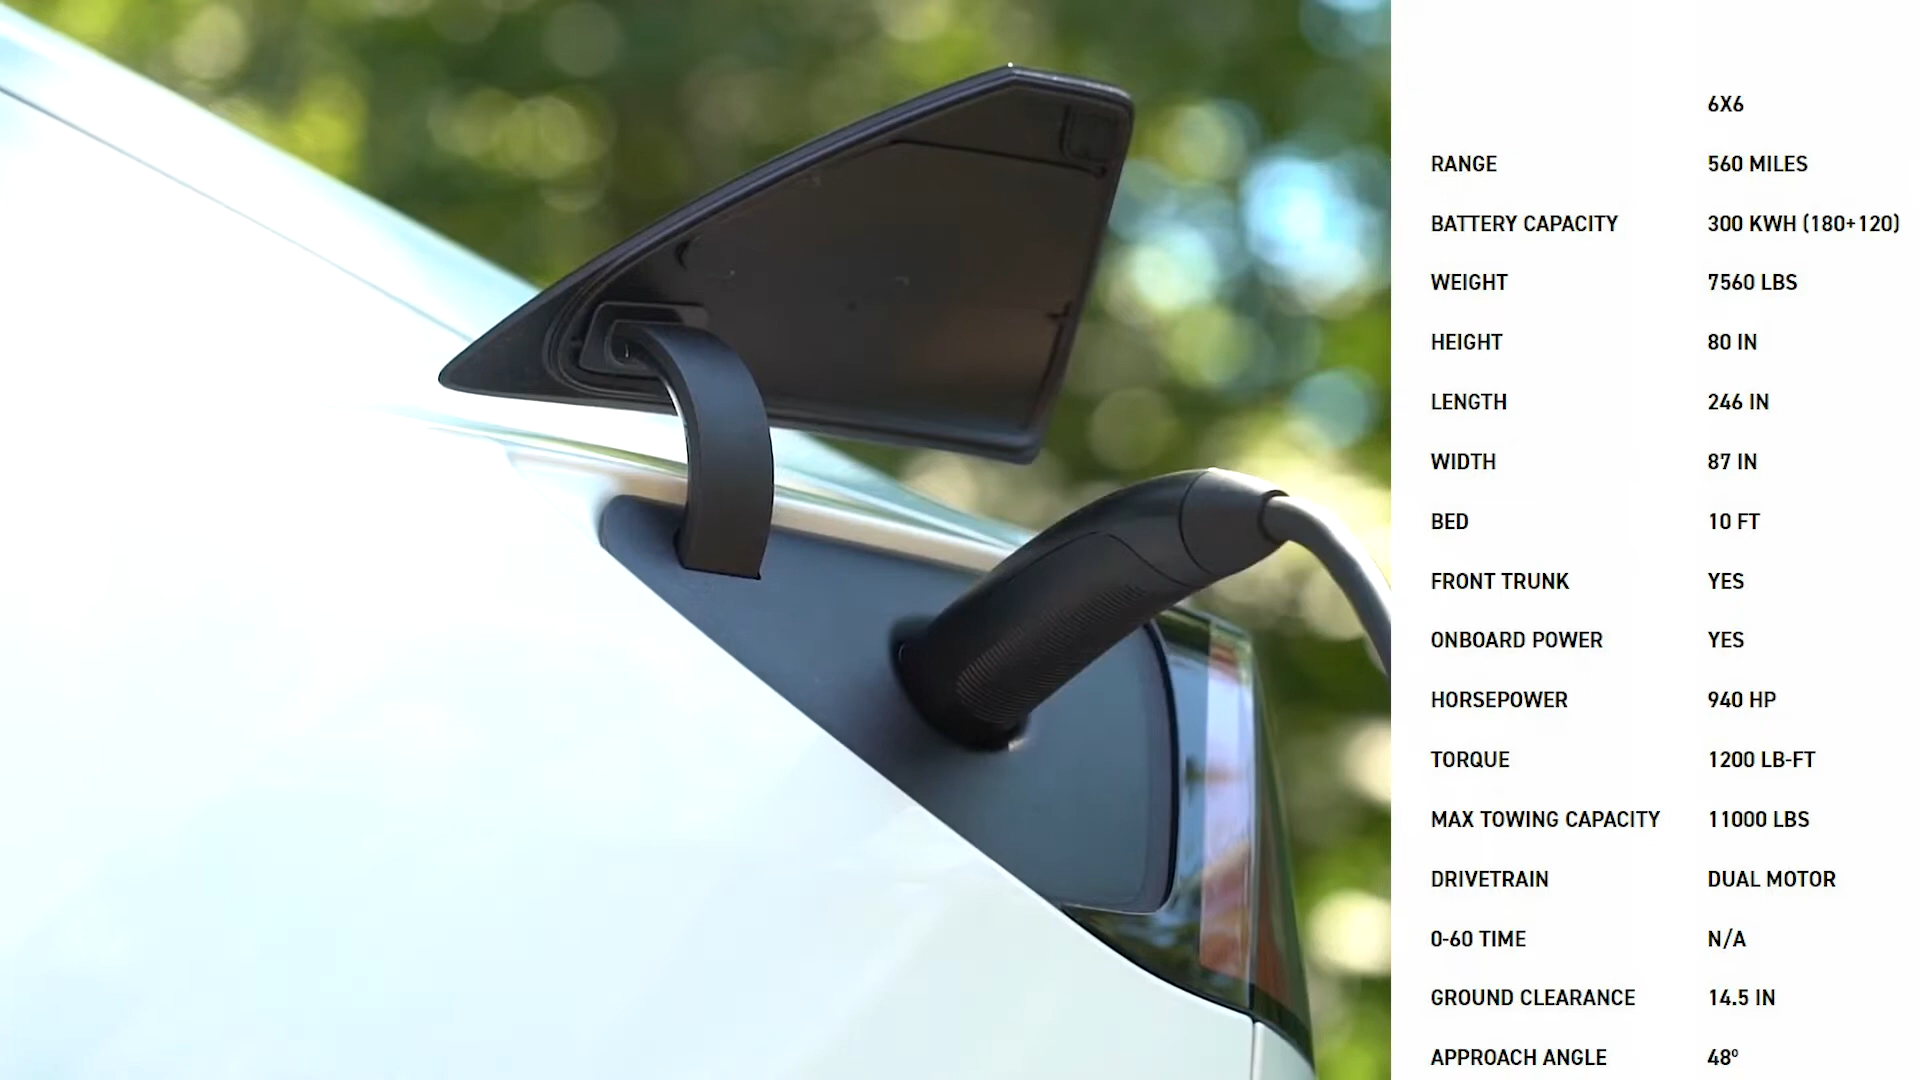 6X6
RANGE 560 MILES
BATTERY CAPACITY 300 KWH (180+120)
WEIGHT 7560 LBS
HEIGHT 80 IN
LENGTH 246 IN
WIDTH 87 IN
BED 10 FT
FRONT TRUNK YES
ONBOARD POWER YES
HORSEPOWER 940 HP
TORQUE 1200 LB-FT
MAX TOWING CAPACITY 11000 LBS
DRIVETRAIN DUAL MOTOR
0-60 TIME N/A
GROUND CLEARANCE 14.5 IN
APPROACH ANGLE 48º